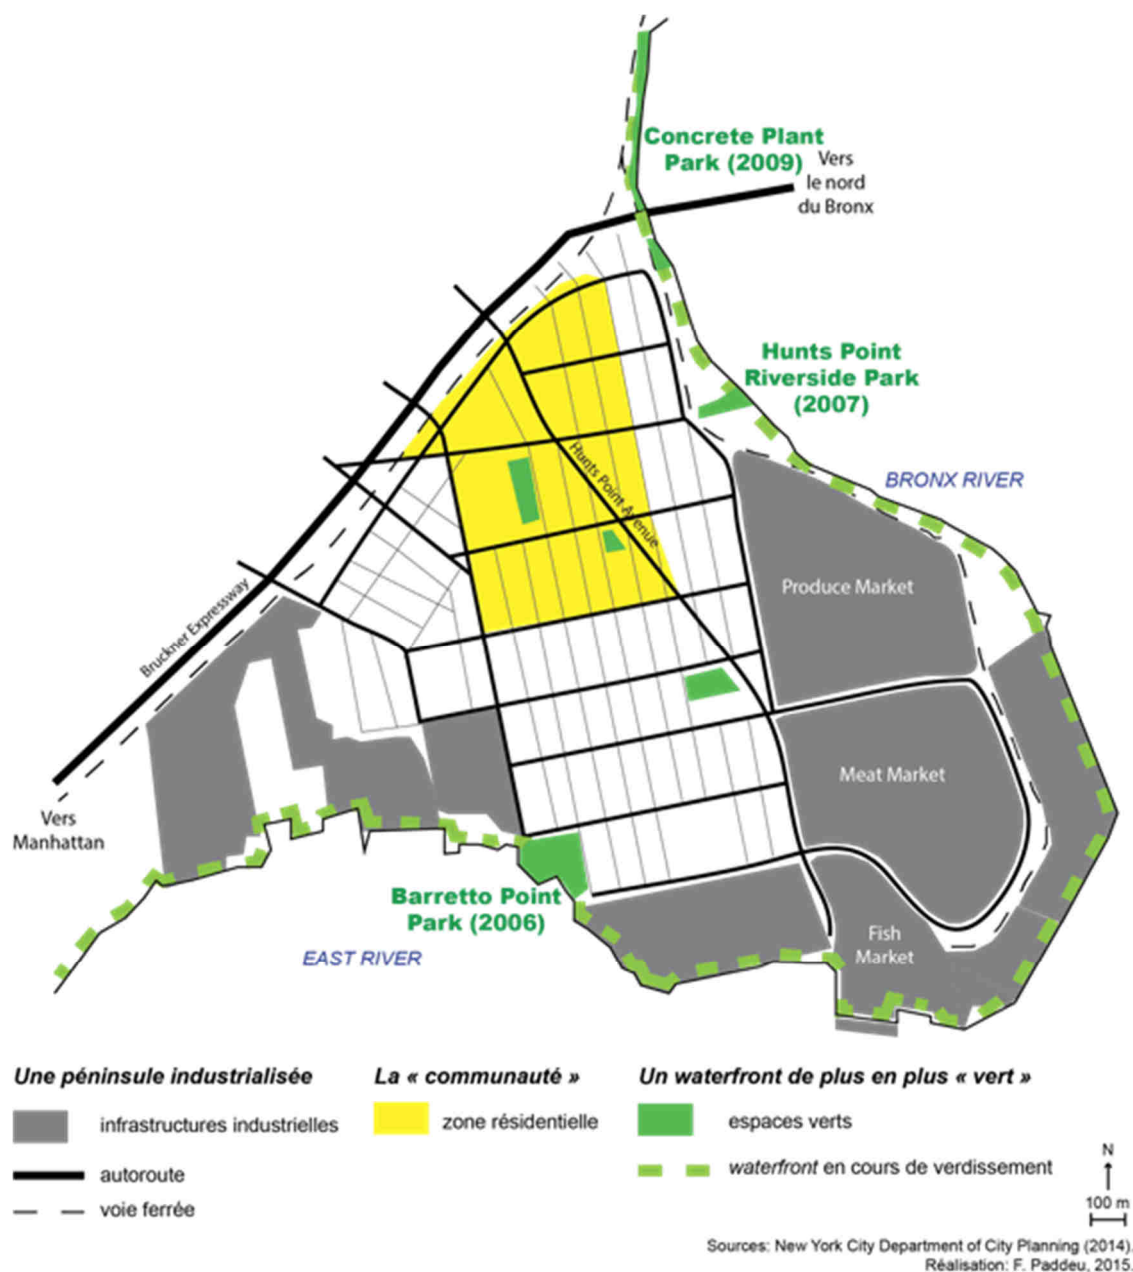 Concrete Plant
Park (2009)
Vers
le nord
du Bronx
Hunts Point
Riverside Park
(2007)
BRONX RIVER
Hunts Point Avenue
Bruckner Expressway
Produce Market
Meat Market
Vers
Manhattan
Barretto Point
Park (2006)
EAST RIVER
Fish
Market
Une péninsule industrialisée
infrastructures industrielles
autoroute
voie ferrée
La « communauté »
zone résidentielle
Un waterfront de plus en plus « vert »
espaces verts
waterfront en cours de verdissement
N
100 m
Sources: New York City Department of City Planning (2014).
Réalisation: F. Paddeu, 2015.